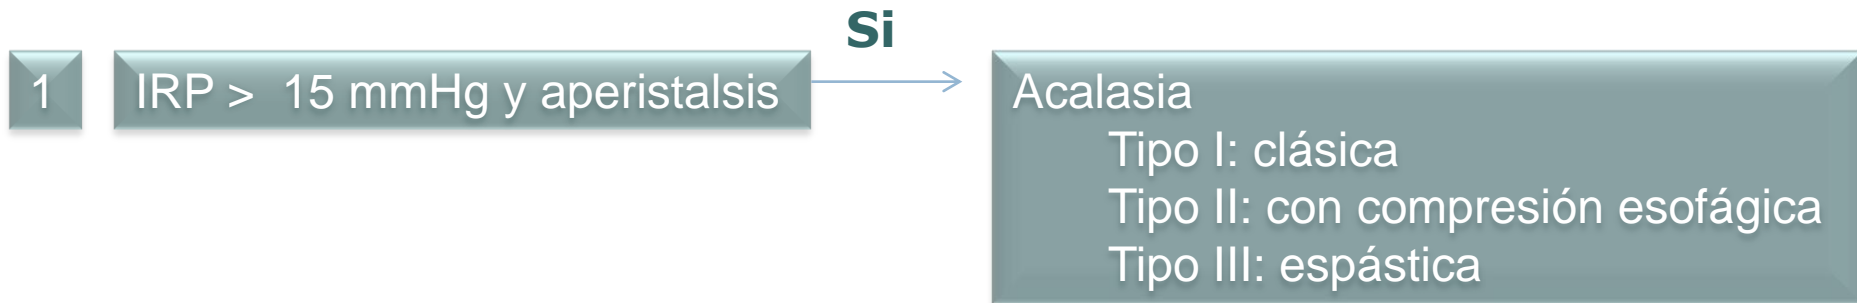 Si
1
IRP > 15 mmHg y aperistalsis
Acalasia
Tipo I: clásica
Tipo II: con compresión esofágica
Tipo III: espástica